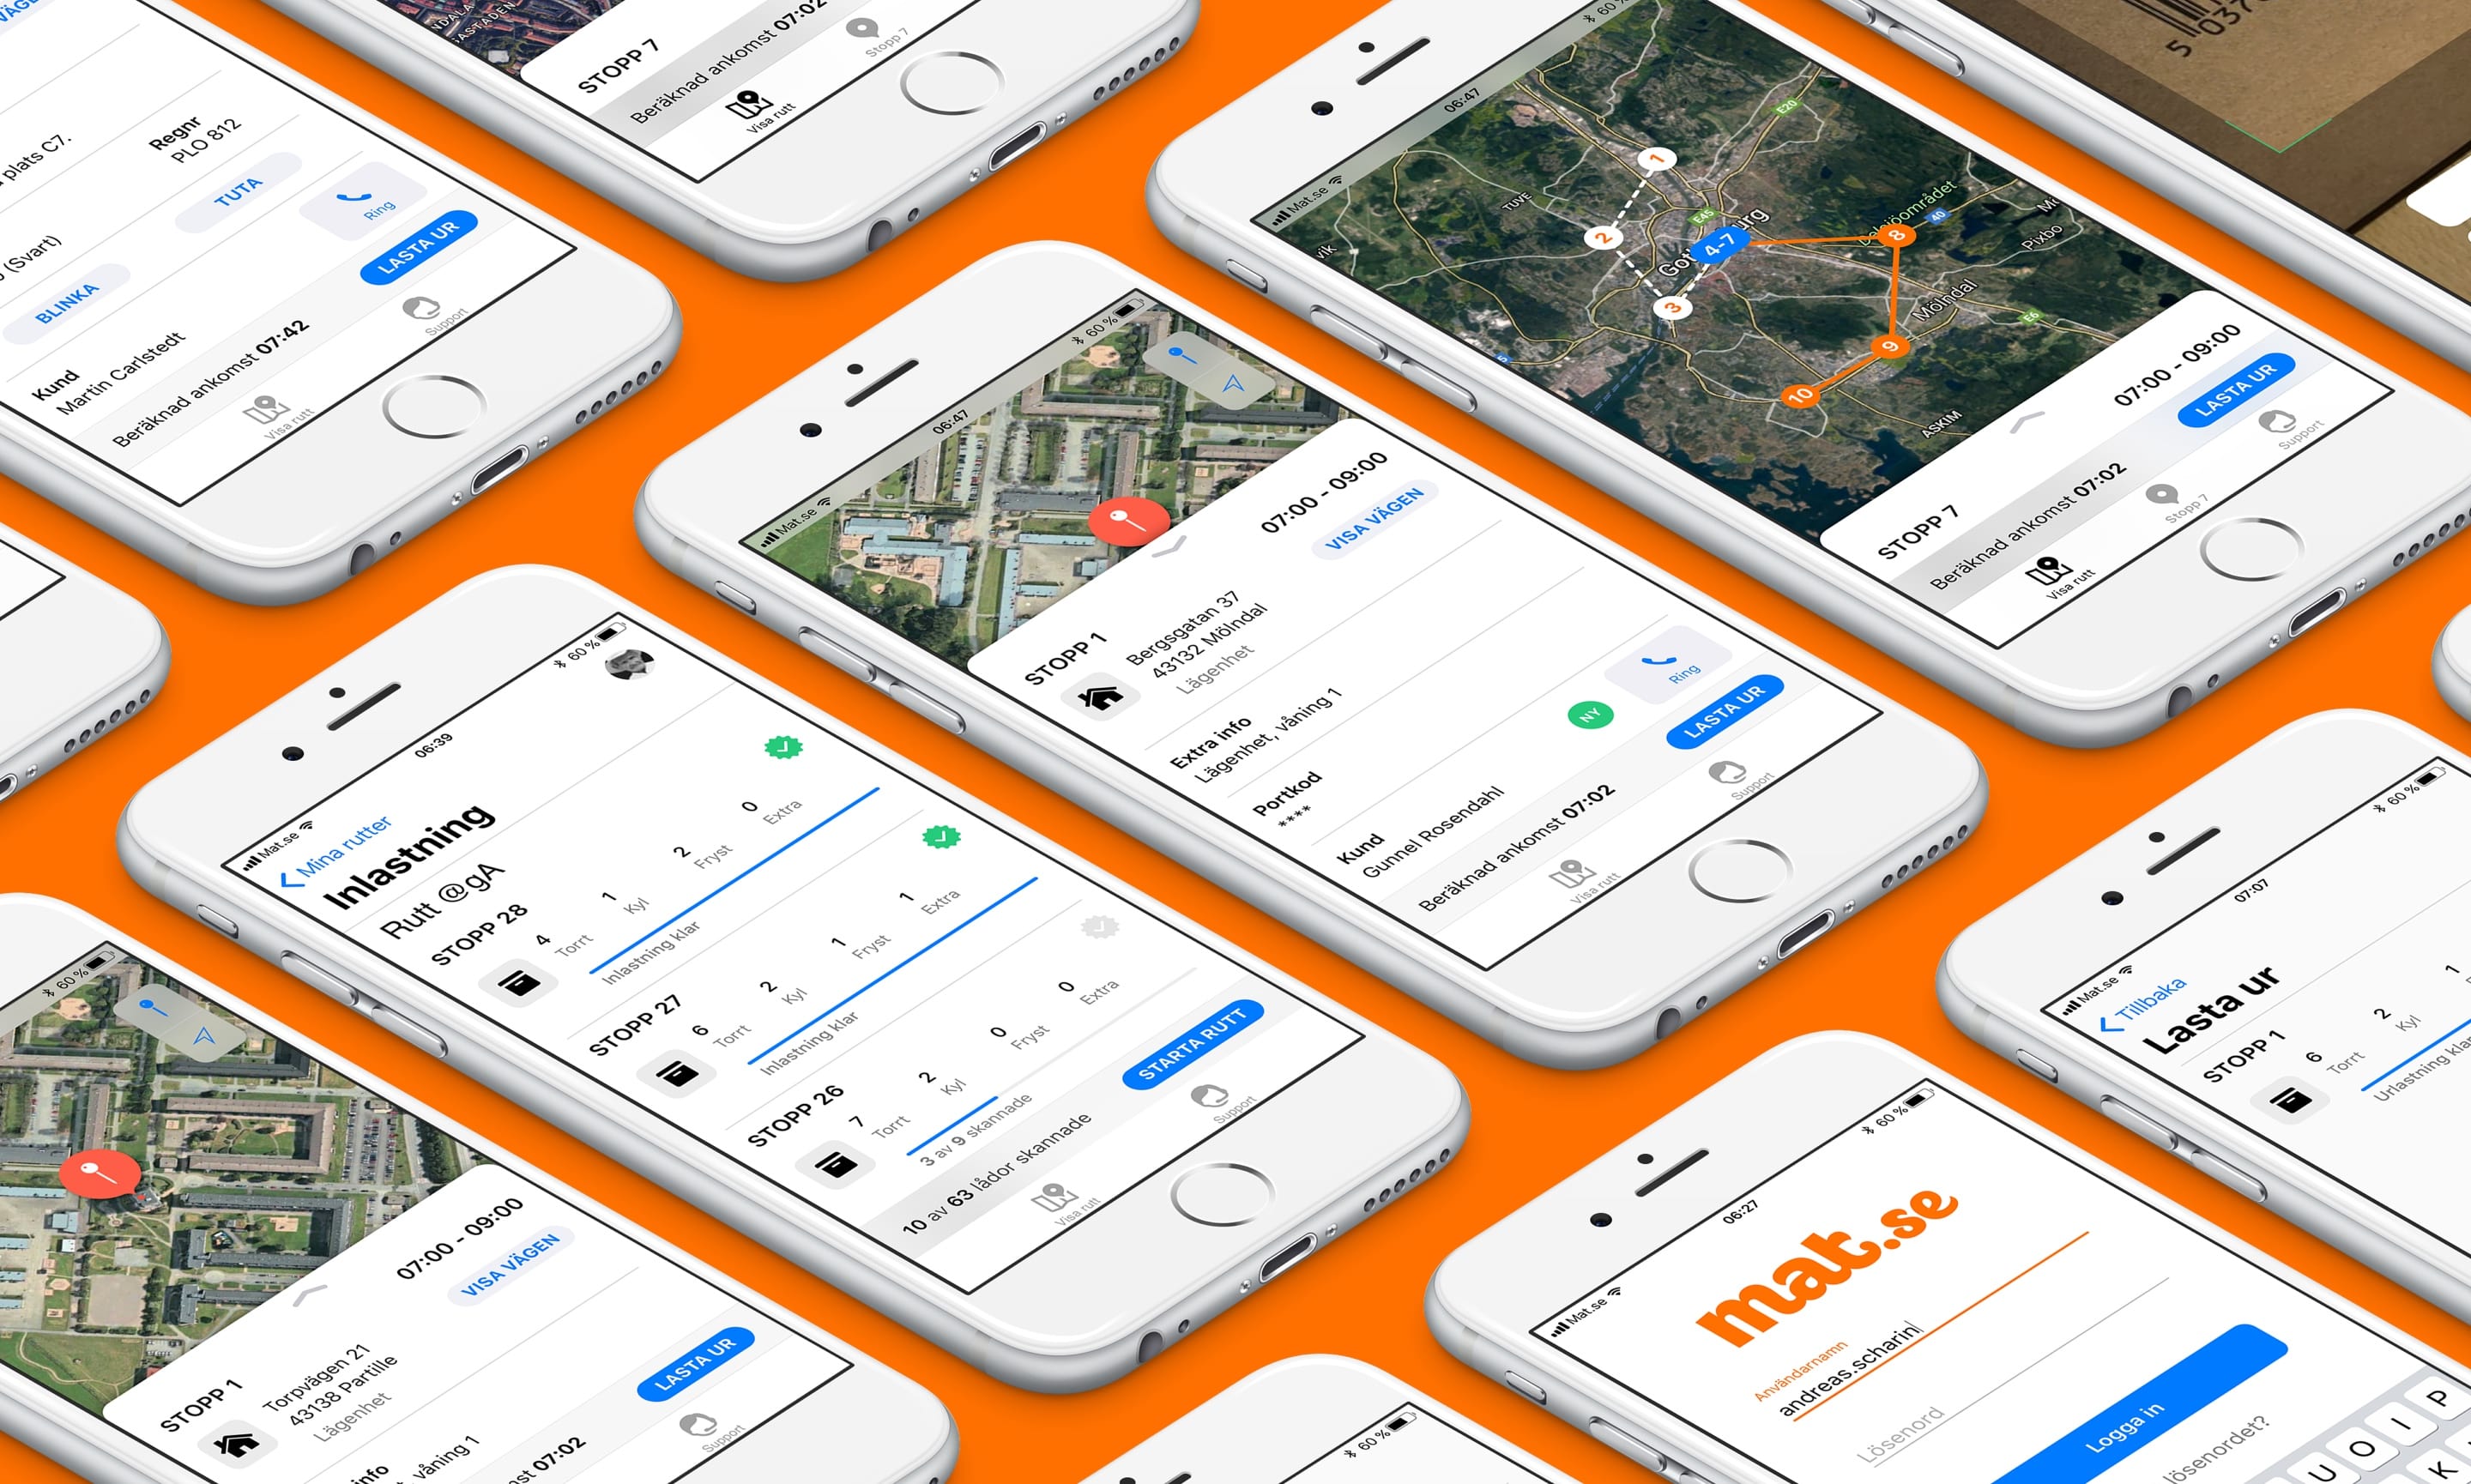 plats C7.
Regnr
PLO 812
TUTA
(Svart)
BLINKA
Ring
Kund
Martin Carlstedt
LASTA UR
Beräknad ankomst 07:42
Visa rutt
Support
STOPP 7
Beräknad ankomst 07:02
Visa rutt
Stopp 7
Mat.se
06:47
60
E20
TUVE
1
E45
2
4-7
3
8
40
Pixbo
9
Mölndal
E6
10
ASKIM
STOPP 7
07:00 - 09:00
Beräknad ankomst 07:02
LASTA UR
Visa rutt
Stopp 7
Support
Mat.se
06:47
60 %
STOPP 1
07:00 - 09:00
Bergsgatan 37
43132 Mölndal
Lägenhet
VISA VÄGEN
Extra info
Lägenhet, våning 1
Portkod
****
Kund
Gunnel Rosendahl
NY
Ring
Beräknad ankomst 07:02
LASTA UR
Visa rutt
Support
Mat.se
06:39
60 %
Mina rutter
Inlastning
Rutt @gA
STOPP 28
4 Torrt
1 Kyl
2 Fryst
0 Extra
Inlastning klar
STOPP 27
6 Torrt
2 Kyl
1 Fryst
1 Extra
Inlastning klar
STOPP 26
7 Torrt
2 Kyl
0 Fryst
0 Extra
3 av 9 skannade
10 av 63 lådor skannade
STARTA RUTT
Visa rutt
Support
60 %
STOPP 1
07:00 - 09:00
Torpvägen 21
43138 Partille
Lägenhet
VISA VÄGEN
våning 1
07:02
LASTA UR
Support
Mat.se
07:07
60 %
Tillbaka
Lasta ur
STOPP 1
6 Torrt
2 Kyl
1
Urlastning klar
Mat.se
06:27
60 %
mat.se
Användarnamn
andreas.scharin
Lösenord
Logga in
lösenordet?
U I O P
K
60 %